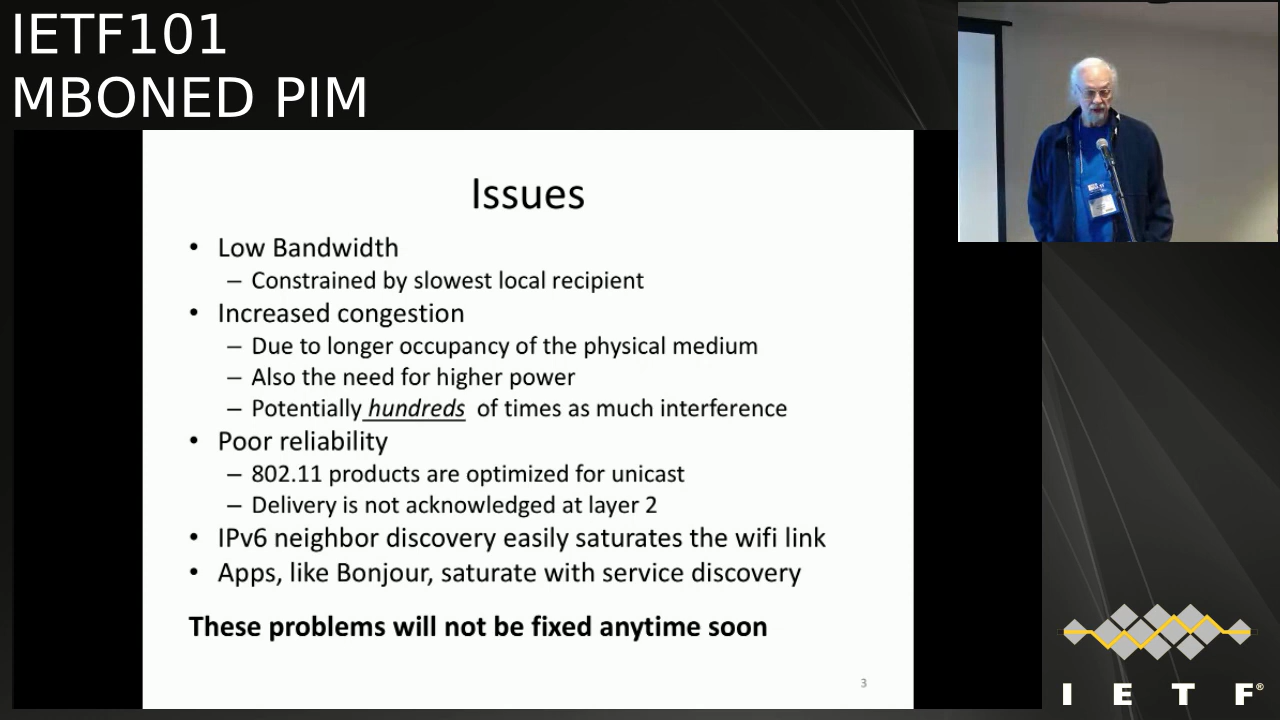 IETF101
MBONED PIM
Issues
• Low Bandwidth
– Constrained by slowest local recipient
• Increased congestion
– Due to longer occupancy of the physical medium
– Also the need for higher power
– Potentially hundreds of times as much interference
• Poor reliability
– 802.11 products are optimized for unicast
– Delivery is not acknowledged at layer 2
• IPv6 neighbor discovery easily saturates the wifi link
• Apps, like Bonjour, saturate with service discovery
These problems will not be fixed anytime soon
3
I E T F®